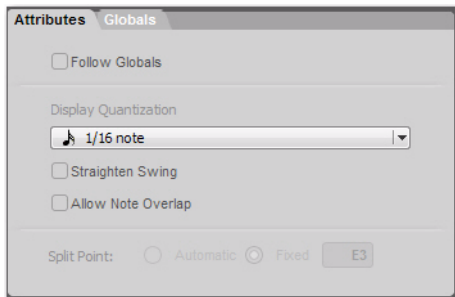 Attributes Globals
Follow Globals
Display Quantization
1/16 note
Straighten Swing
Allow Note Overlap
Split Point: Automatic Fixed E3